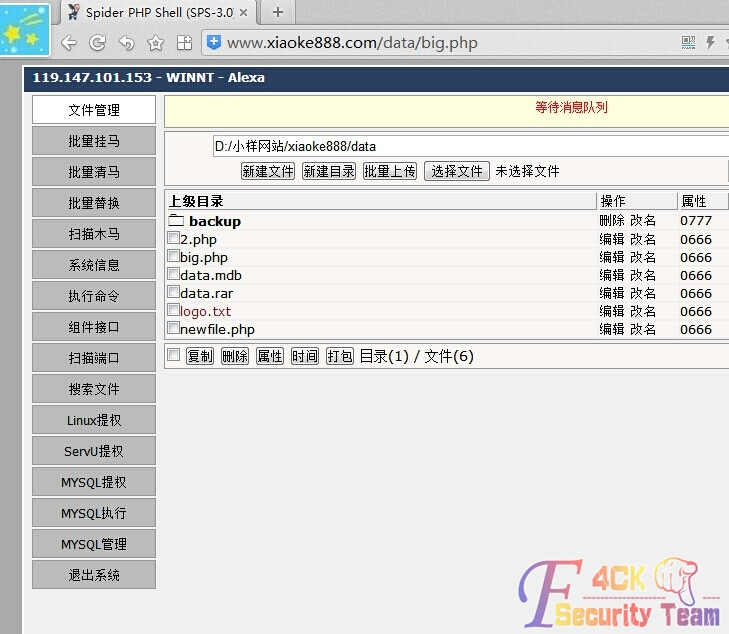 Spider PHP Shell (SPS-3.0)
www.xiaoke888.com/data/big.php
119.147.101.153 - WINNT - Alexa
文件管理
批量挂马
批量清马
批量替换
扫描木马
系统信息
执行命令
组件接口
扫描端口
搜索文件
Linux提权
ServU提权
MYSQL提权
MYSQL执行
MYSQL管理
退出系统
等待消息队列
D:/小样网站/xiaoke888/data
新建文件 新建目录 批量上传 选择文件 未选择文件
上级目录 操作 属性
backup 删除 改名 0777
2.php 编辑 改名 0666
big.php 编辑 改名 0666
data.mdb 编辑 改名 0666
data.rar 编辑 改名 0666
logo.txt 编辑 改名 0666
newfile.php 编辑 改名 0666
复制 删除 属性 时间 打包 目录(1) / 文件(6)
F4CK
Security Team